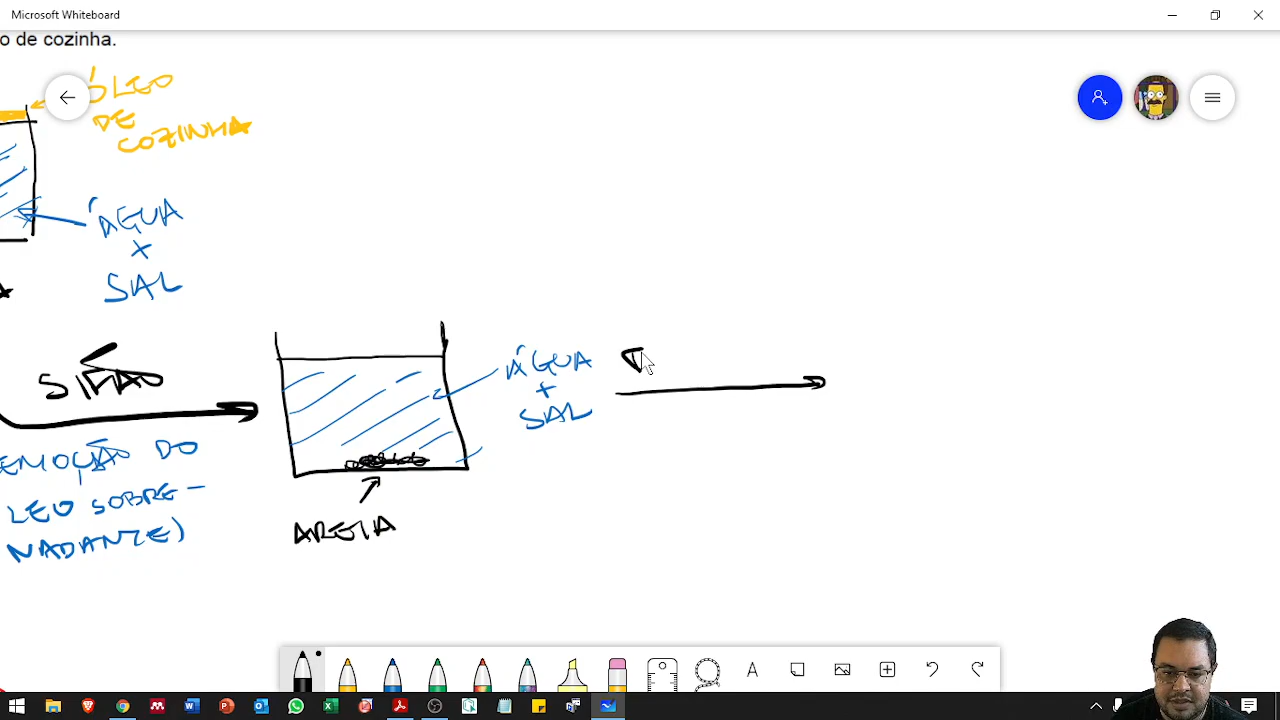 Microsoft Whiteboard
o de cozinha.
ÓLEO
DE
COZINHA
ÁGUA
+
SAL
SIFÃO
EMOÇÃO DO
LEO SOBRE-
NADANTE)
ÁGUA
+
SAL
AREIA